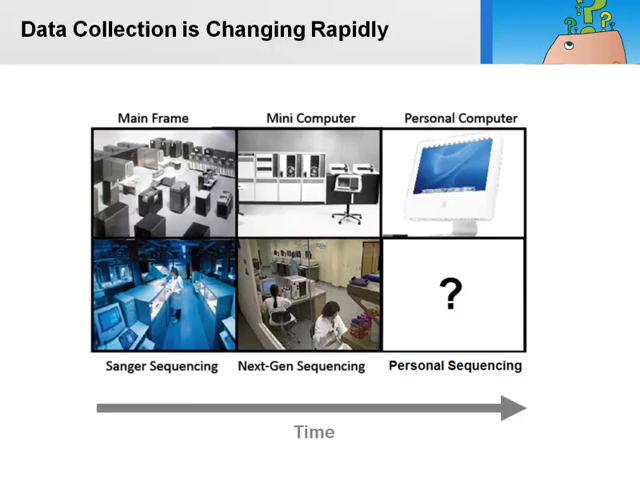 Data Collection is Changing Rapidly
Main Frame
Mini Computer
Personal Computer
?
Sanger Sequencing
Next-Gen Sequencing
Personal Sequencing
Time